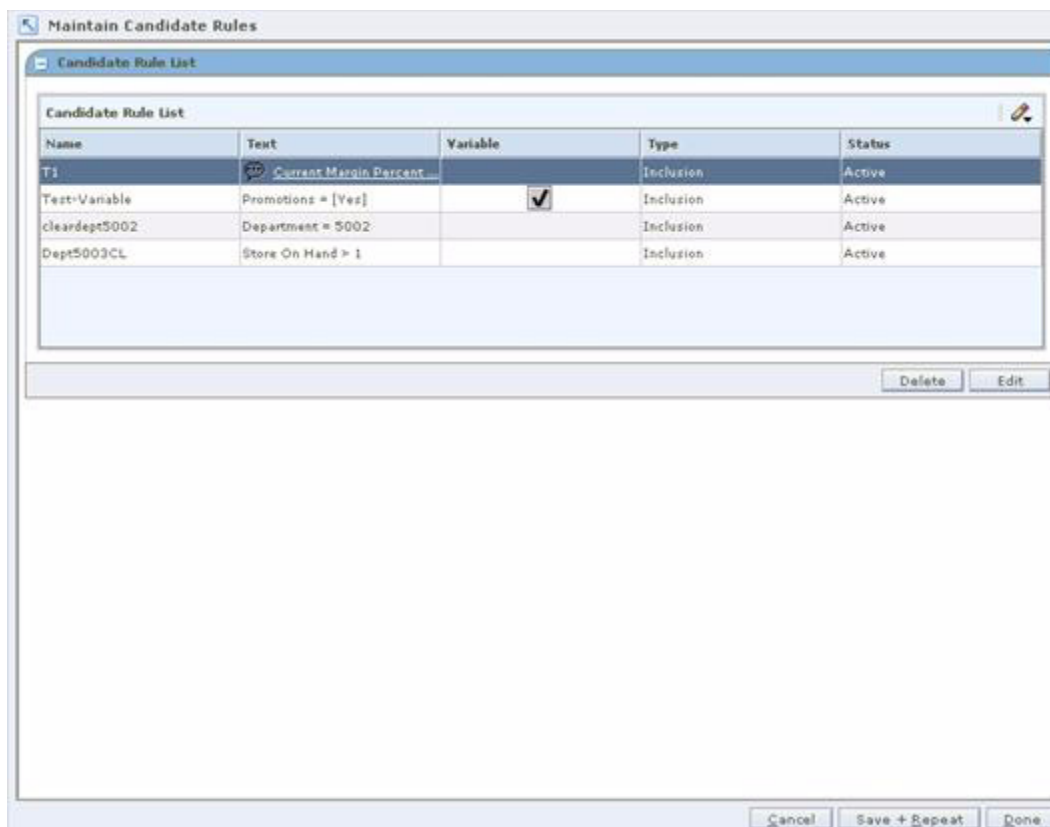 Maintain Candidate Rules
Candidate Rule List
Candidate Rule List
Name Text Variable Type Status
T1 Current Margin Percent ... Inclusion Active
Test-Variable Promotions = [Yes] Inclusion Active
cleardept5002 Department = 5002 Inclusion Active
Dept5003CL Store On Hand > 1 Inclusion Active
Delete Edit
Cancel Save + Repeat Done